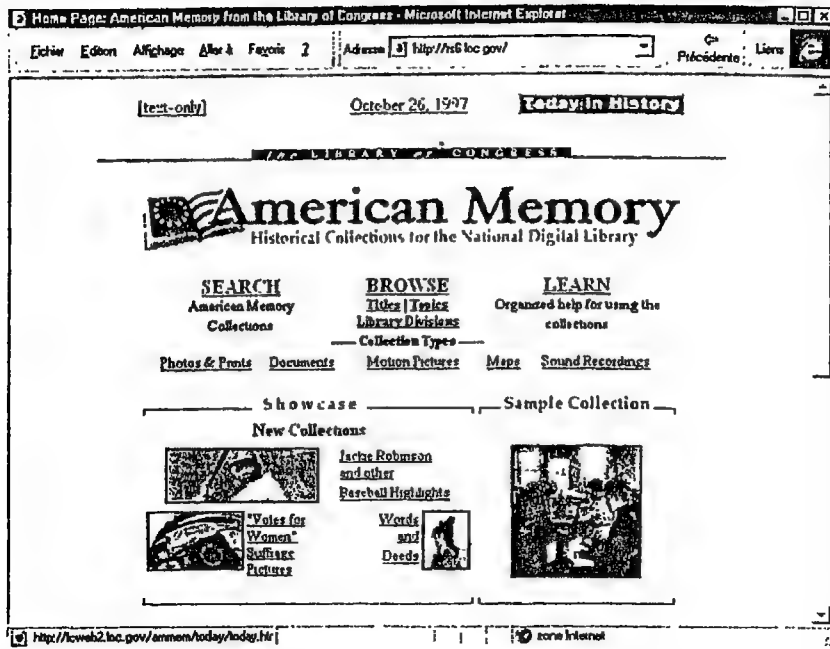 Home Page: American Memory from the Library of Congress - Microsoft Internet Explorer
Fichier Edition Affichage Aller à Favoris ? Adresse http://rs6.loc.gov/ Précédente Liens
[text-only] October 26, 1997 Today in History
the LIBRARY of CONGRESS
American Memory
Historical Collections for the National Digital Library
SEARCH BROWSE LEARN
American Memory Titles | Topics Organized help for using the
Collections Library Divisions collections
Collection Types
Photos & Prints Documents Motion Pictures Maps Sound Recordings
Showcase Sample Collection
New Collections
Jackie Robinson
and other
Baseball Highlights
"Votes for
Women"
Suffrage
Pictures
Words
and
Deeds
http://lcweb2.loc.gov/ammem/today/today.ht zone Internet